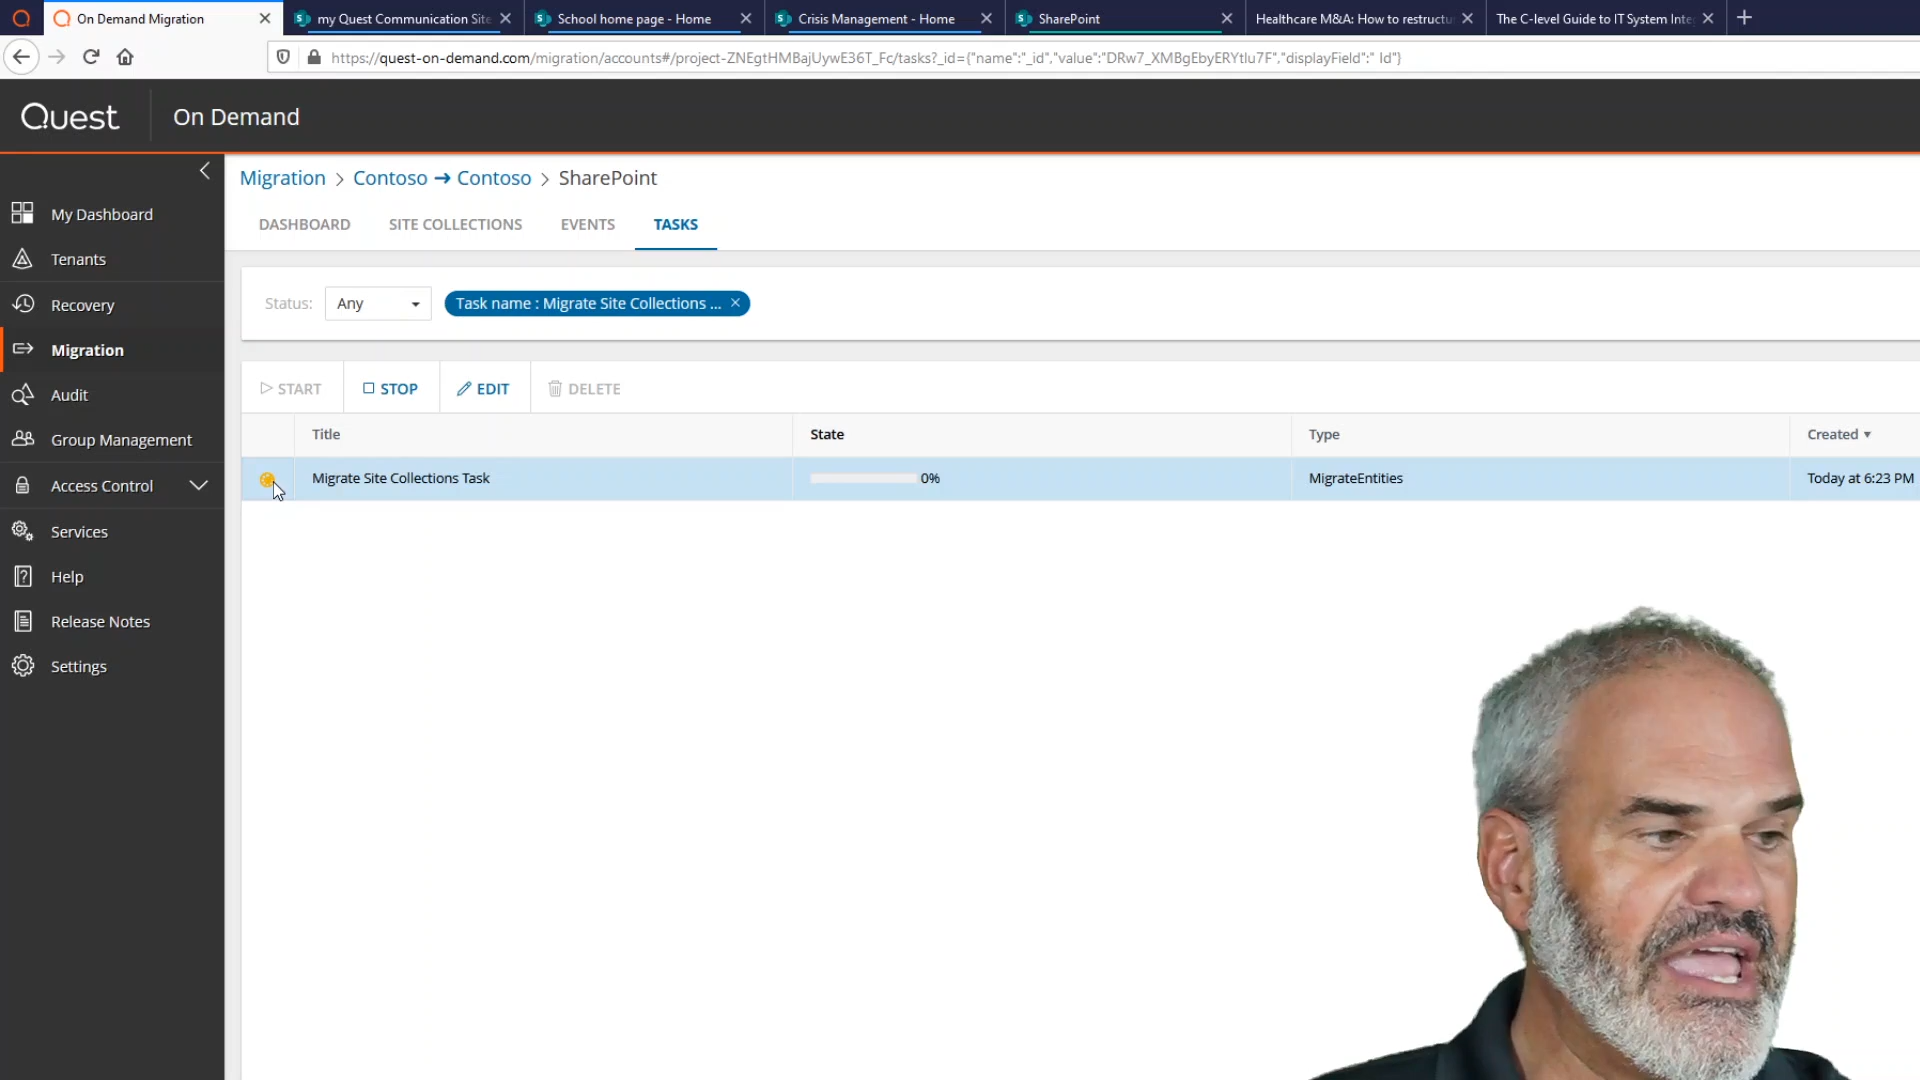 On Demand Migration
my Quest Communication Site
School home page - Home
Crisis Management - Home
SharePoint
Healthcare M&A: How to restructu
The C-level Guide to IT System Inte
https://quest-on-demand.com/migration/accounts#/project-ZNEgtHMBajUywE36T_Fc/tasks?_id={"name":"_id","value":"DRw7_XMBgEbyERYtlu7F","displayField":" Id"}
Quest
On Demand
Migration > Contoso → Contoso > SharePoint
DASHBOARD
SITE COLLECTIONS
EVENTS
TASKS
My Dashboard
Tenants
Recovery
Migration
Audit
Group Management
Access Control
Services
Help
Release Notes
Settings
Status:
Any
Task name : Migrate Site Collections ...
START
STOP
EDIT
DELETE
Title
State
Type
Created
Migrate Site Collections Task
0%
MigrateEntities
Today at 6:23 PM